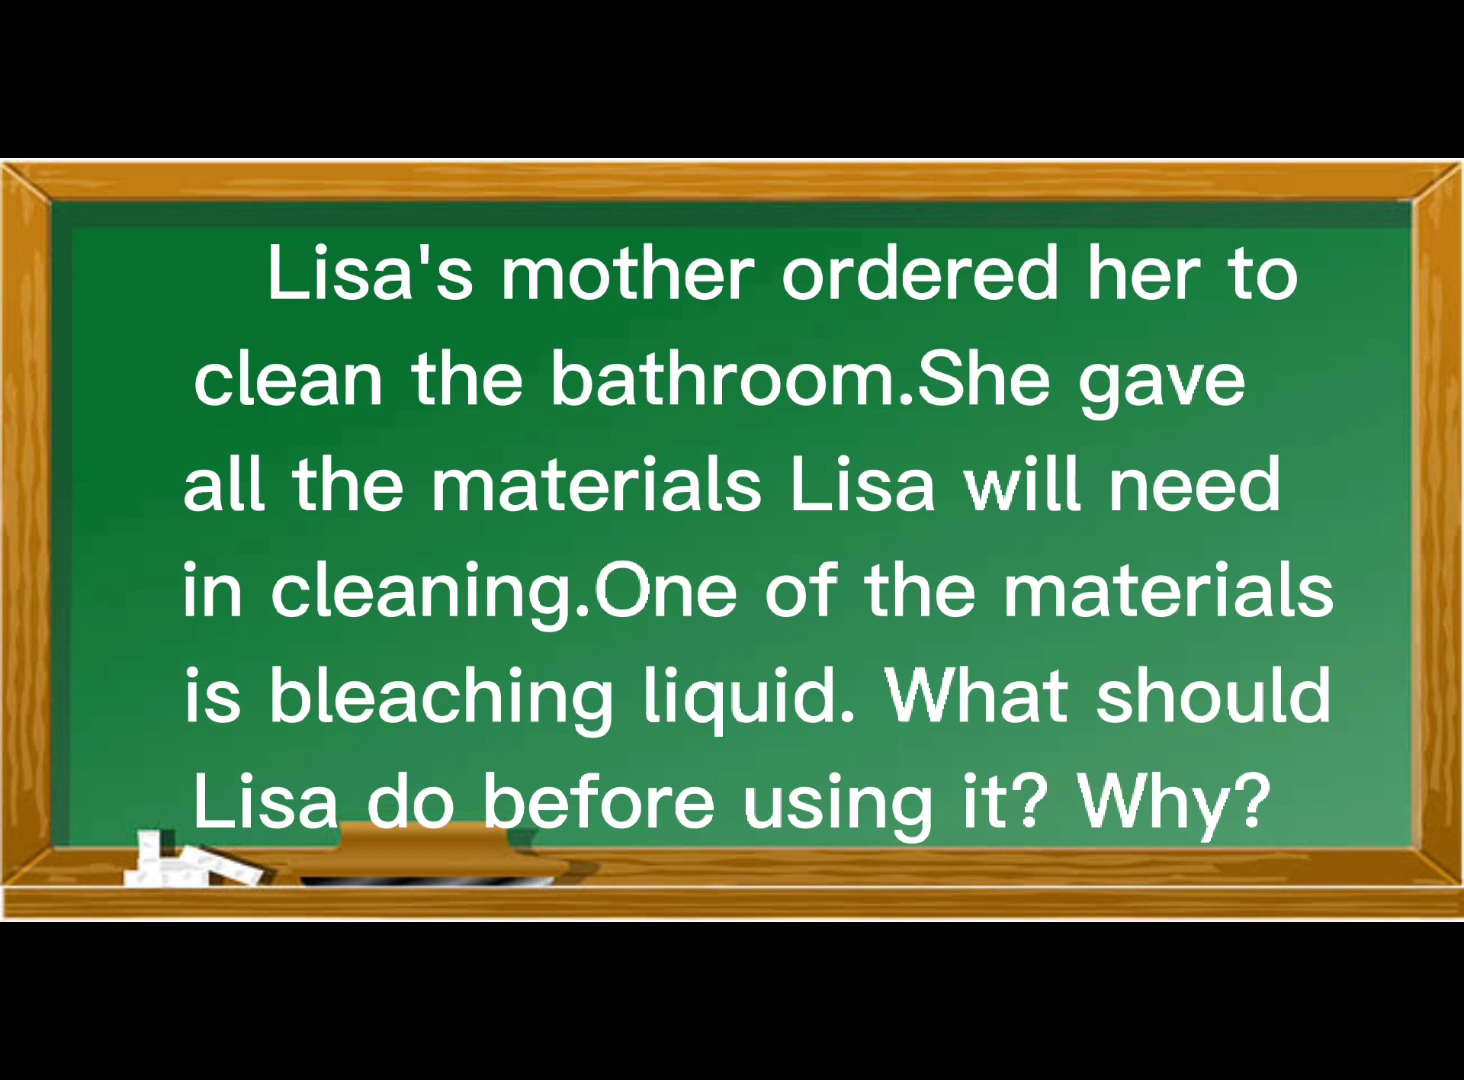 Lisa's mother ordered her to
clean the bathroom.She gave
all the materials Lisa will need
in cleaning.One of the materials
is bleaching liquid. What should
Lisa do before using it? Why?